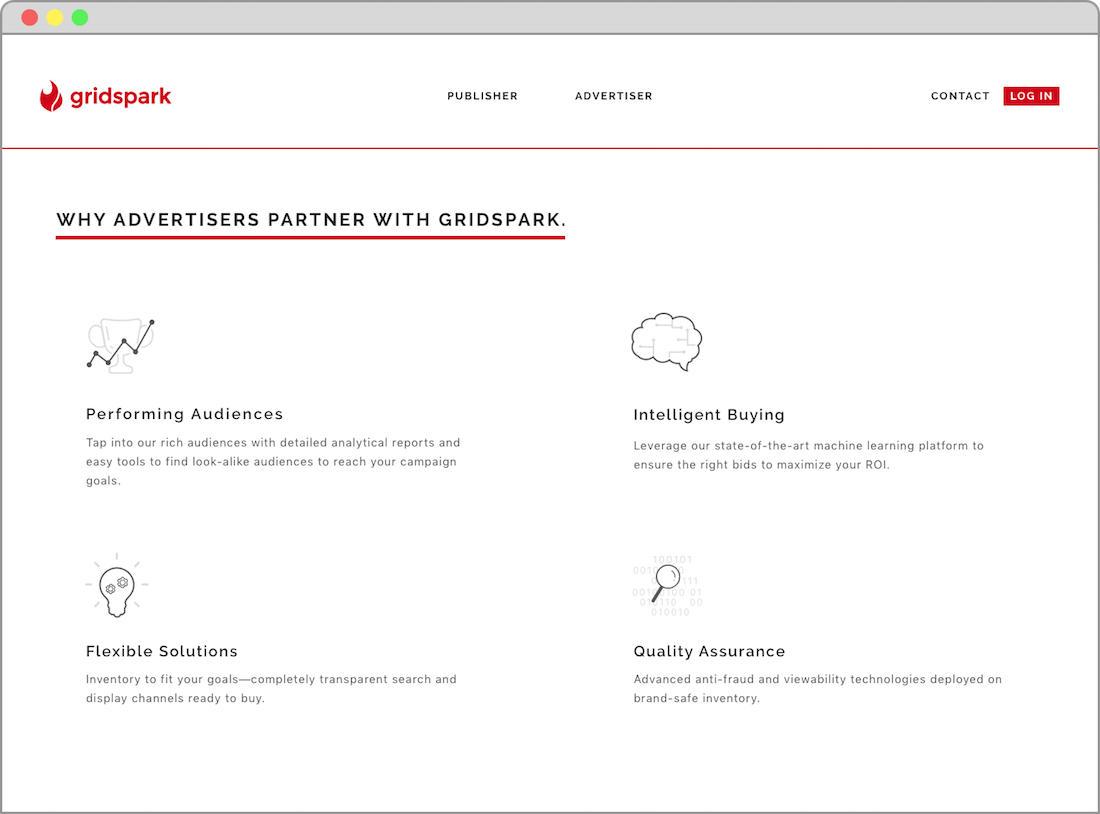 gridspark
PUBLISHER
ADVERTISER
CONTACT
LOG IN
WHY ADVERTISERS PARTNER WITH GRIDSPARK.
Performing Audiences
Tap into our rich audiences with detailed analytical reports and
easy tools to find look-alike audiences to reach your campaign
goals.
Intelligent Buying
Leverage our state-of-the-art machine learning platform to
ensure the right bids to maximize your ROI.
100101
010010
Flexible Solutions
Inventory to fit your goals—completely transparent search and
display channels ready to buy.
Quality Assurance
Advanced anti-fraud and viewability technologies deployed on
brand-safe inventory.